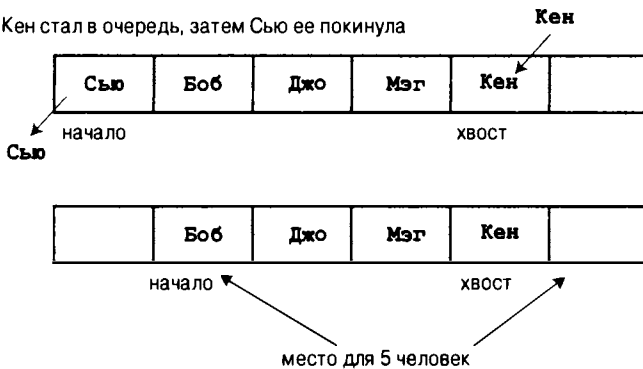 Кен
Кен стал в очередь, затем Сью ее покинула
Сью Боб Джо Мэг Кен
начало хвост
Сью
Боб Джо Мэг Кен
начало хвост
место для 5 человек